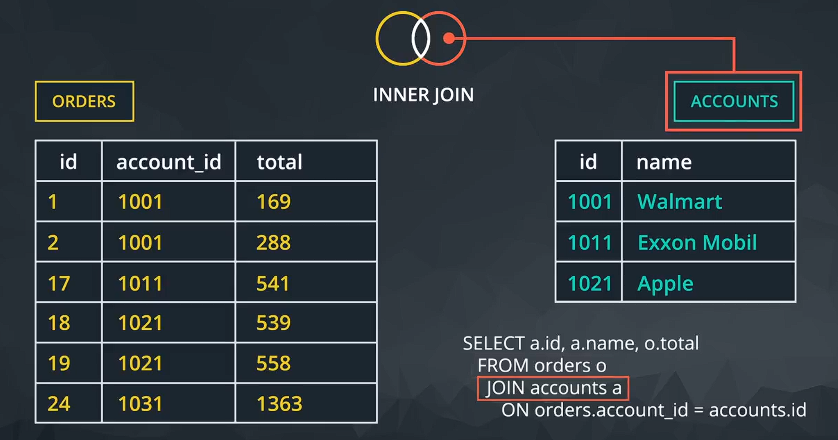 INNER JOIN
ORDERS
id account_id total
1 1001 169
2 1001 288
17 1011 541
18 1021 539
19 1021 558
24 1031 1363
ACCOUNTS
id name
1001 Walmart
1011 Exxon Mobil
1021 Apple
SELECT a.id, a.name, o.total
FROM orders o
JOIN accounts a
ON orders.account_id = accounts.id